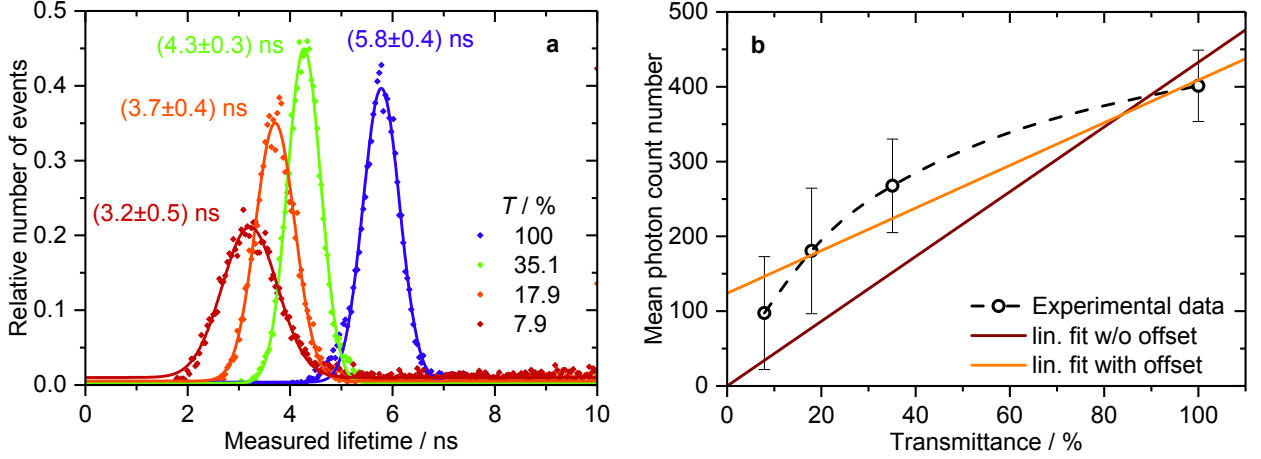 a
(4.3±0.3) ns
(5.8±0.4) ns
(3.7±0.4) ns
(3.2±0.5) ns
T / %
100
35.1
17.9
7.9
Relative number of events
0.5
0.4
0.3
0.2
0.1
0.0
0 2 4 6 8 10
Measured lifetime / ns
b
Mean photon count number
500
400
300
200
100
0
Experimental data
lin. fit w/o offset
lin. fit with offset
0 20 40 60 80 100
Transmittance / %